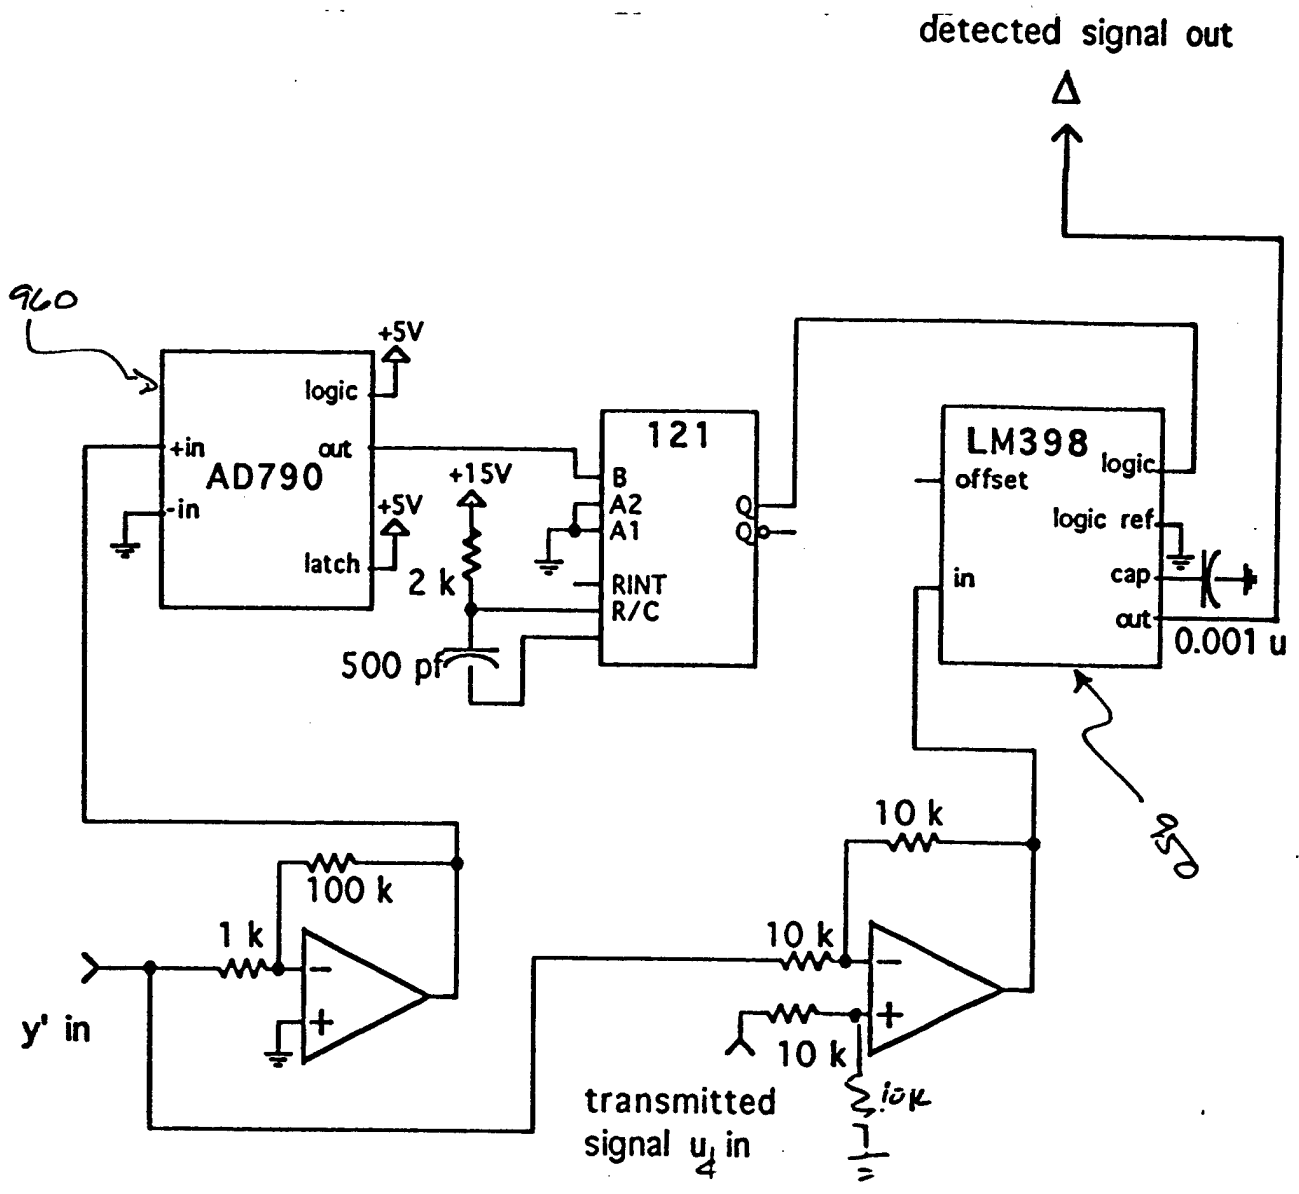 detected signal out
Δ
960
+5V
logic
+in
out
AD790
-in
+5V
latch
+15V
2 k
500 pf
121
B
A2
A1
RINT
R/C
Q
Q
LM398
logic
offset
logic ref
in
cap
out
0.001 u
950
10 k
100 k
1 k
-
+
y' in
10 k
-
+
10 k
10K
transmitted
signal u4 in